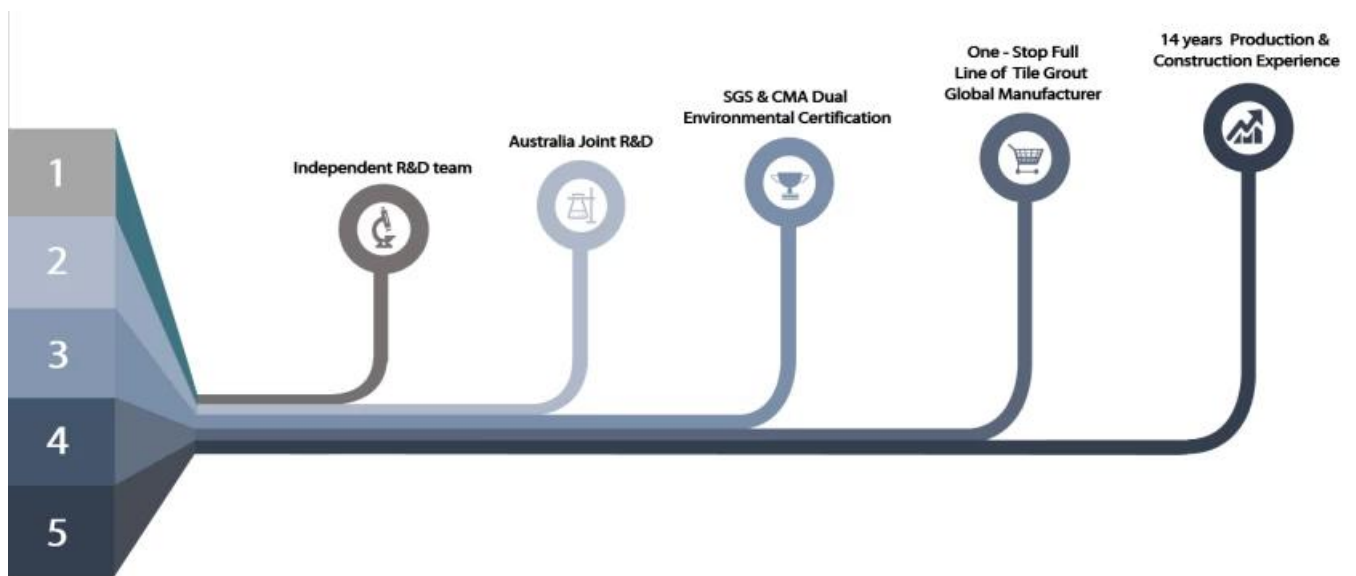 1
2
3
4
5
Independent R&D team
Australia Joint R&D
SGS & CMA Dual
Environmental Certification
One - Stop Full
Line of Tile Grout
Global Manufacturer
14 years Production &
Construction Experience